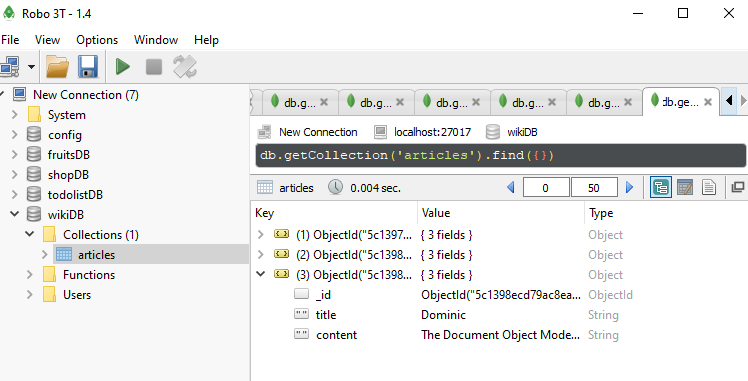 Robo 3T - 1.4
File View Options Window Help
New Connection (7)
System
config
fruitsDB
shopDB
todolistDB
wikiDB
Collections (1)
articles
Functions
Users
db.g... db.g... db.g... db.g... db.g... db.ge...
New Connection localhost:27017 wikiDB
db.getCollection('articles').find({})
articles 0.004 sec. 0 50
Key Value Type
(1) ObjectId("5c1397... { 3 fields } Object
(2) ObjectId("5c1398... { 3 fields } Object
(3) ObjectId("5c1398... { 3 fields } Object
_id ObjectId("5c1398ecd79ac8ea... ObjectId
title Dominic String
content The Document Object Mode... String